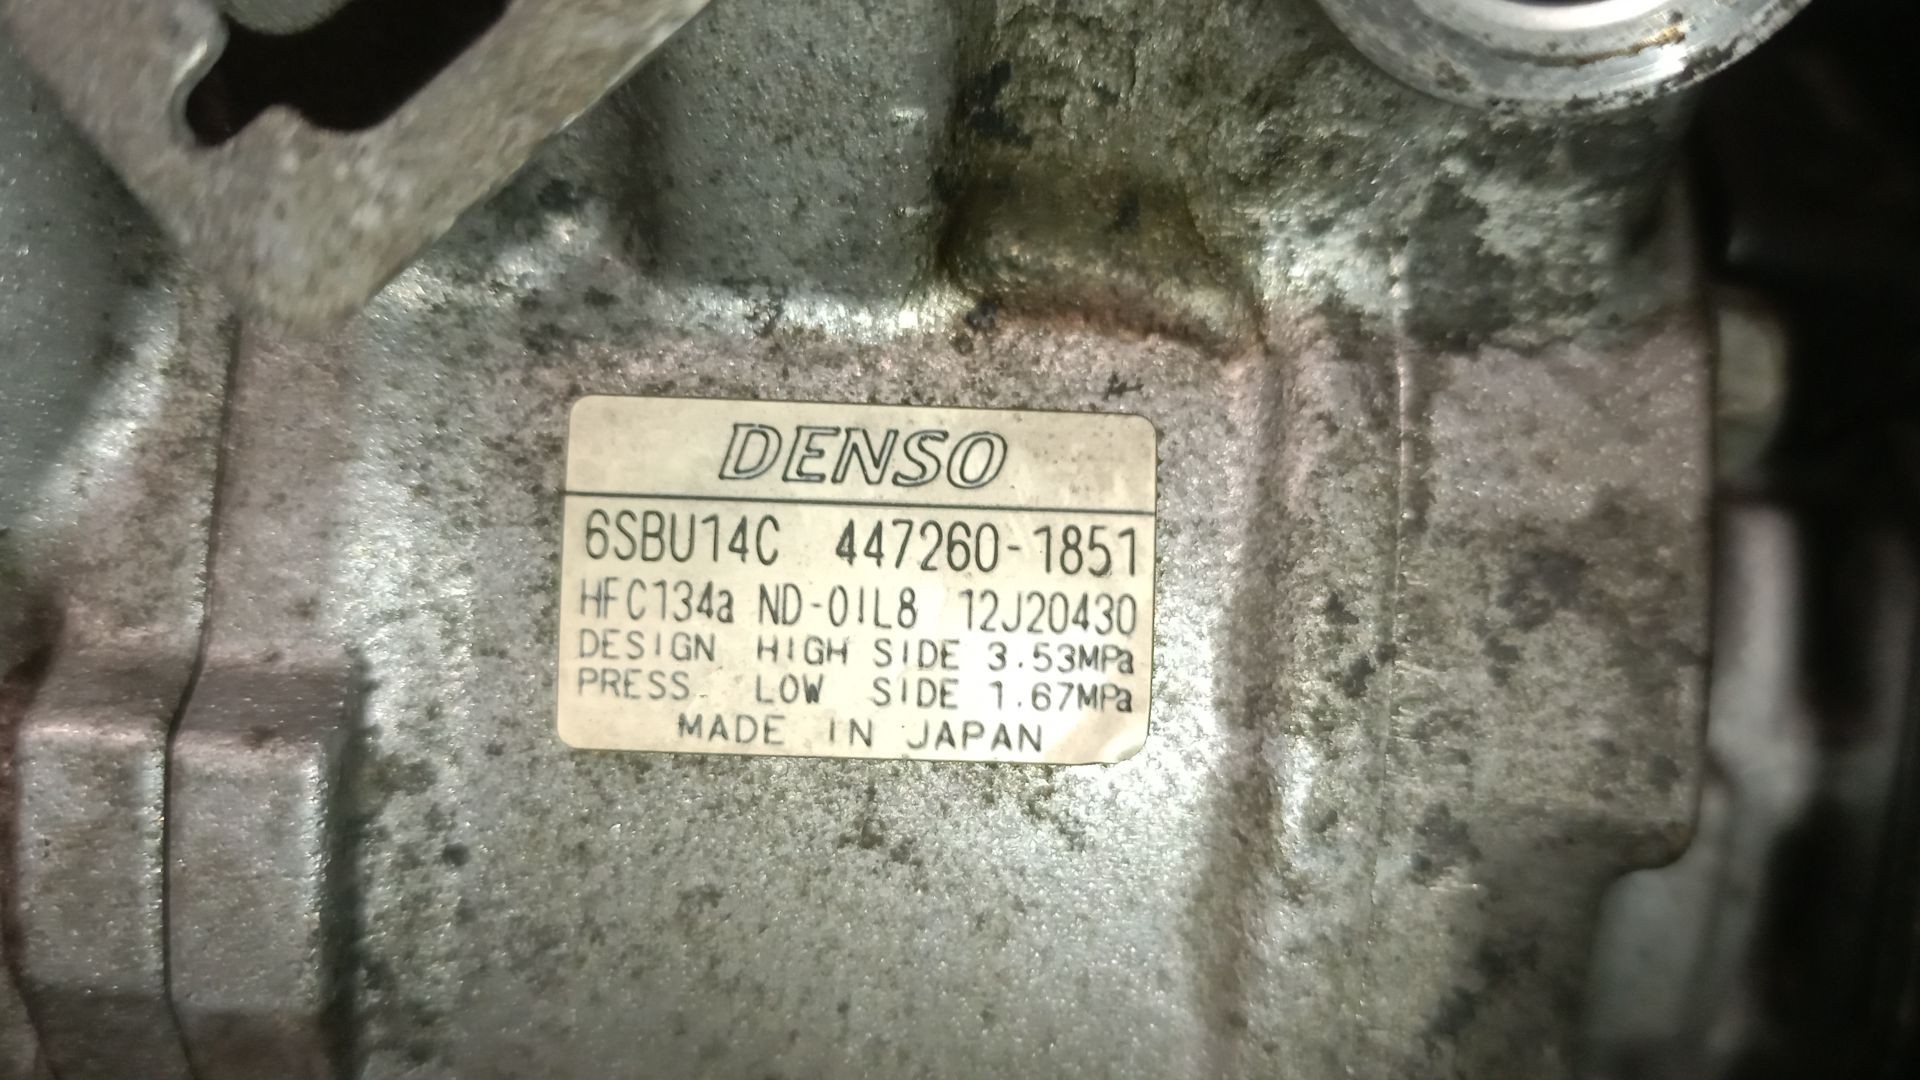 DENSO
6SBU14C 447260-1851
HFC134a ND-OIL8 12J20430
DESIGN HIGH SIDE 3.53MPa
PRESS. LOW SIDE 1.67MPa
MADE IN JAPAN